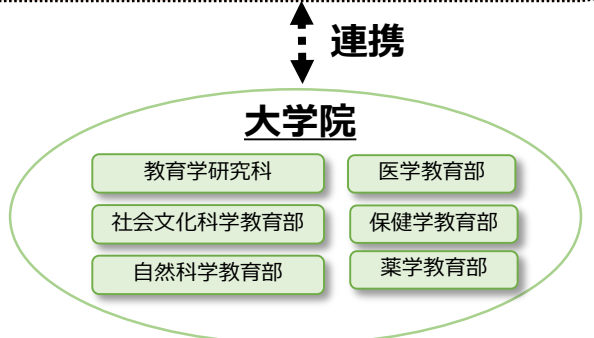 連携
大学院
教育学研究科
医学教育部
社会文化科学教育部
保健学教育部
自然科学教育部
薬学教育部